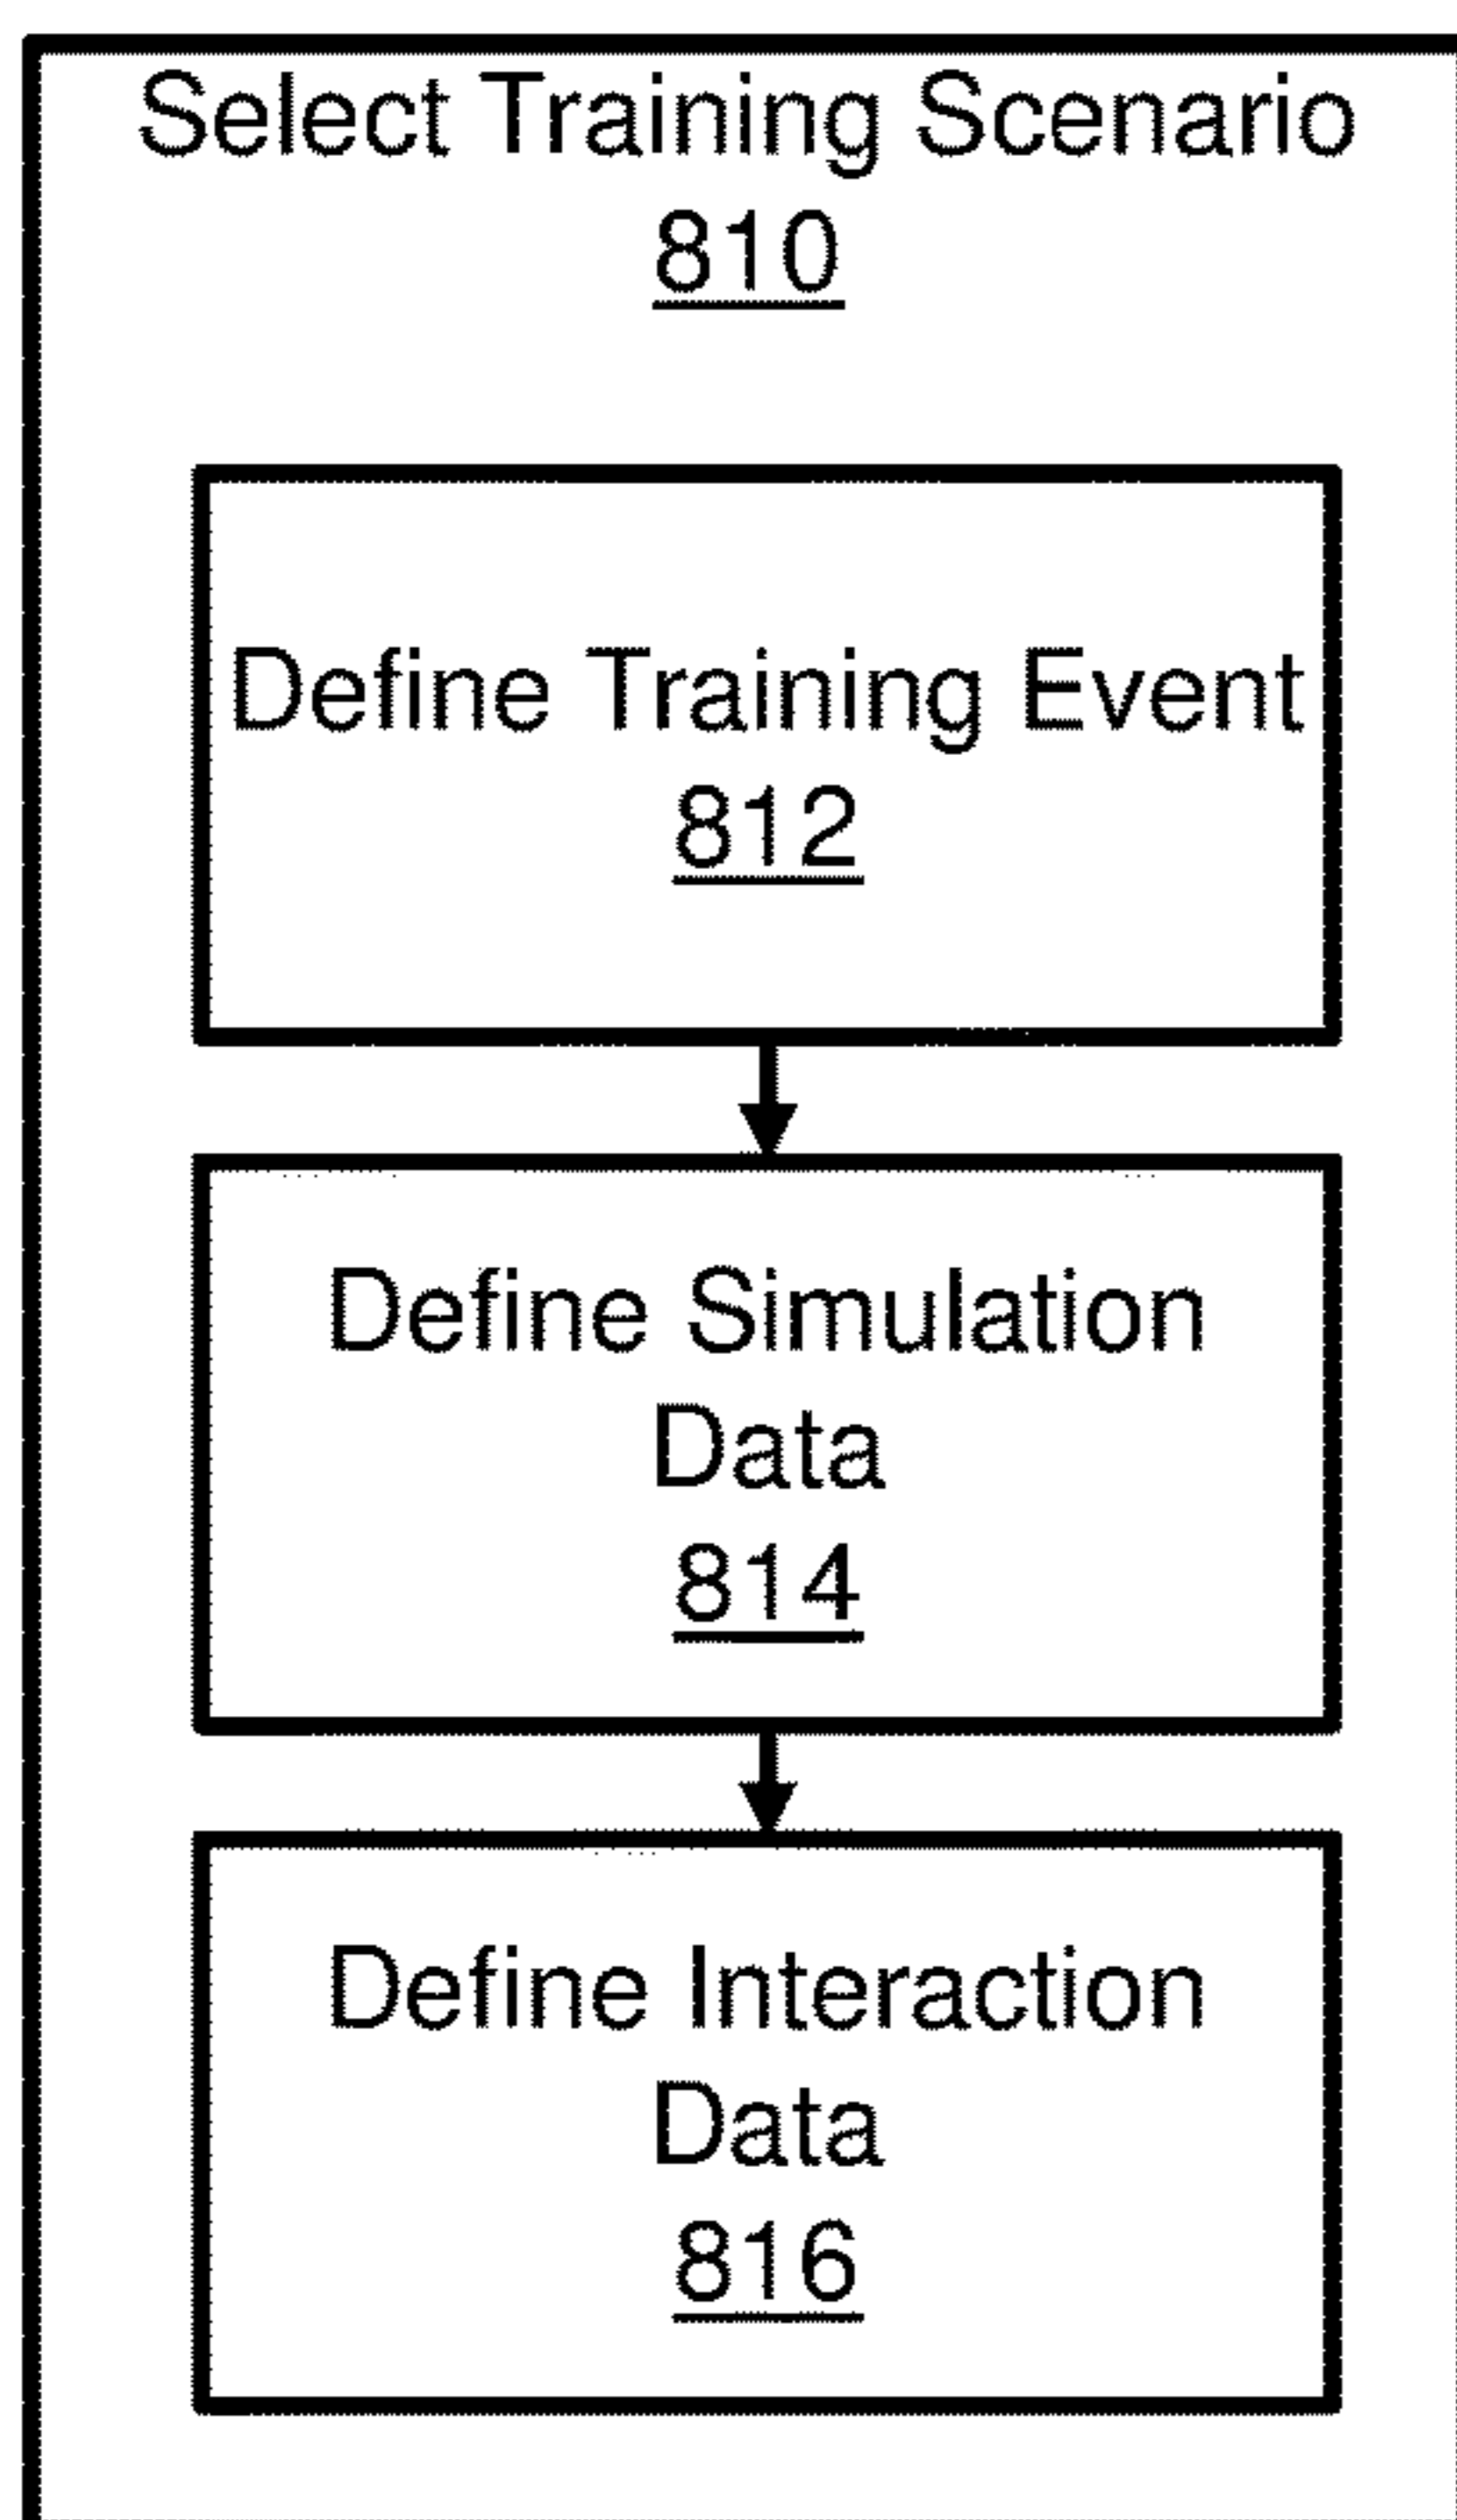 Select Training Scenario
810
Define Training Event
812
Define Simulation
Data
814
Define Interaction
Data
816